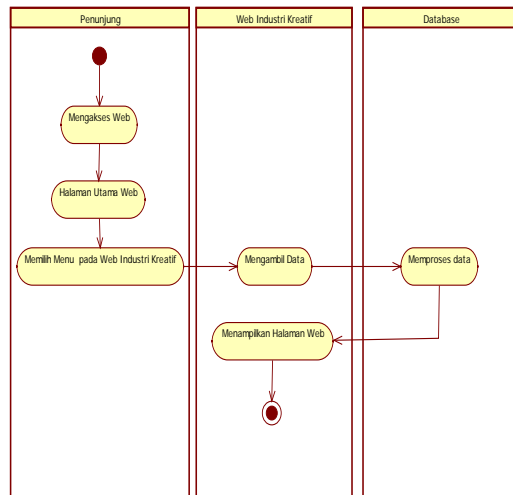 Penunjung
Web Industri Kreatif
Database
Mengakses Web
Halaman Utama Web
Memilih Menu pada Web Industri Kreatif
Mengambil Data
Memproses data
Menampilkan Halaman Web